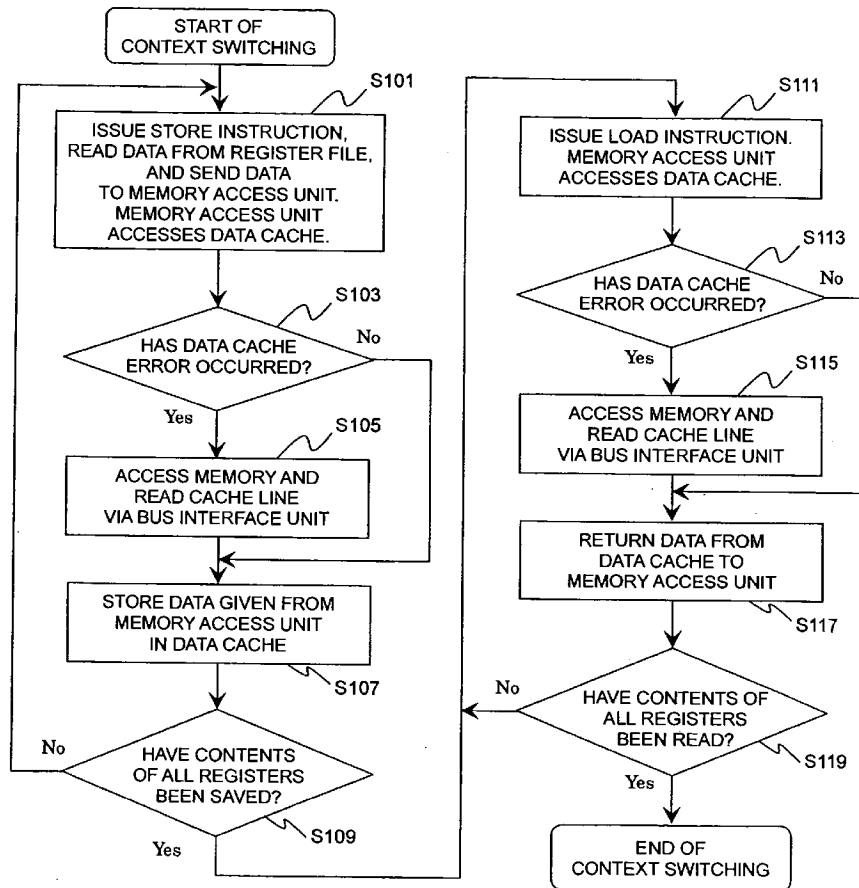 START OF
CONTEXT SWITCHING
S101
ISSUE STORE INSTRUCTION,
READ DATA FROM REGISTER FILE,
AND SEND DATA
TO MEMORY ACCESS UNIT.
MEMORY ACCESS UNIT
ACCESSES DATA CACHE.
S103
HAS DATA CACHE
ERROR OCCURRED?
No
Yes
S105
ACCESS MEMORY AND
READ CACHE LINE
VIA BUS INTERFACE UNIT
STORE DATA GIVEN FROM
MEMORY ACCESS UNIT
IN DATA CACHE
S107
No
HAVE CONTENTS
OF ALL REGISTERS
BEEN SAVED?
S109
Yes
S111
ISSUE LOAD INSTRUCTION.
MEMORY ACCESS UNIT
ACCESSES DATA CACHE.
S113
HAS DATA CACHE
ERROR OCCURRED?
No
Yes
S115
ACCESS MEMORY AND
READ CACHE LINE
VIA BUS INTERFACE UNIT
RETURN DATA FROM
DATA CACHE TO
MEMORY ACCESS UNIT
S117
No
HAVE CONTENTS OF
ALL REGISTERS
BEEN READ?
S119
Yes
END OF
CONTEXT SWITCHING